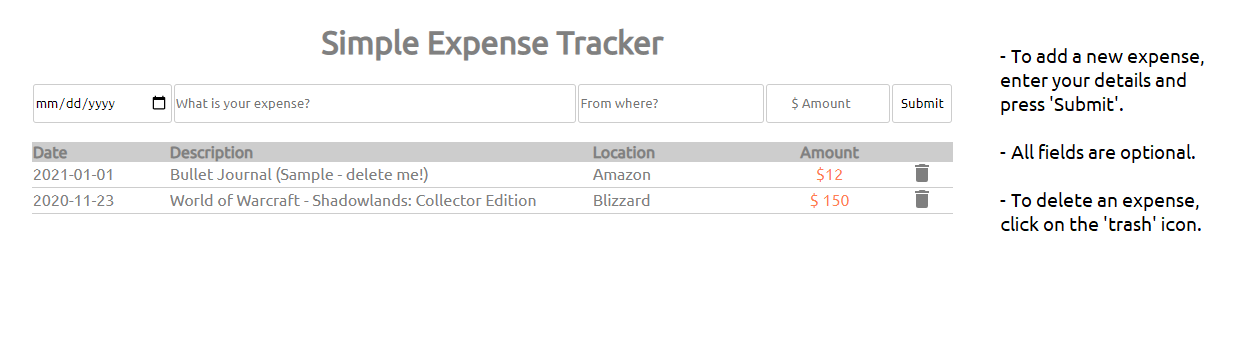 Simple Expense Tracker
mm/dd/yyyy What is your expense? From where? $ Amount Submit
Date Description Location Amount
2021-01-01 Bullet Journal (Sample - delete me!) Amazon $12
2020-11-23 World of Warcraft - Shadowlands: Collector Edition Blizzard $ 150
- To add a new expense,
enter your details and
press 'Submit'.
- All fields are optional.
- To delete an expense,
click on the 'trash' icon.